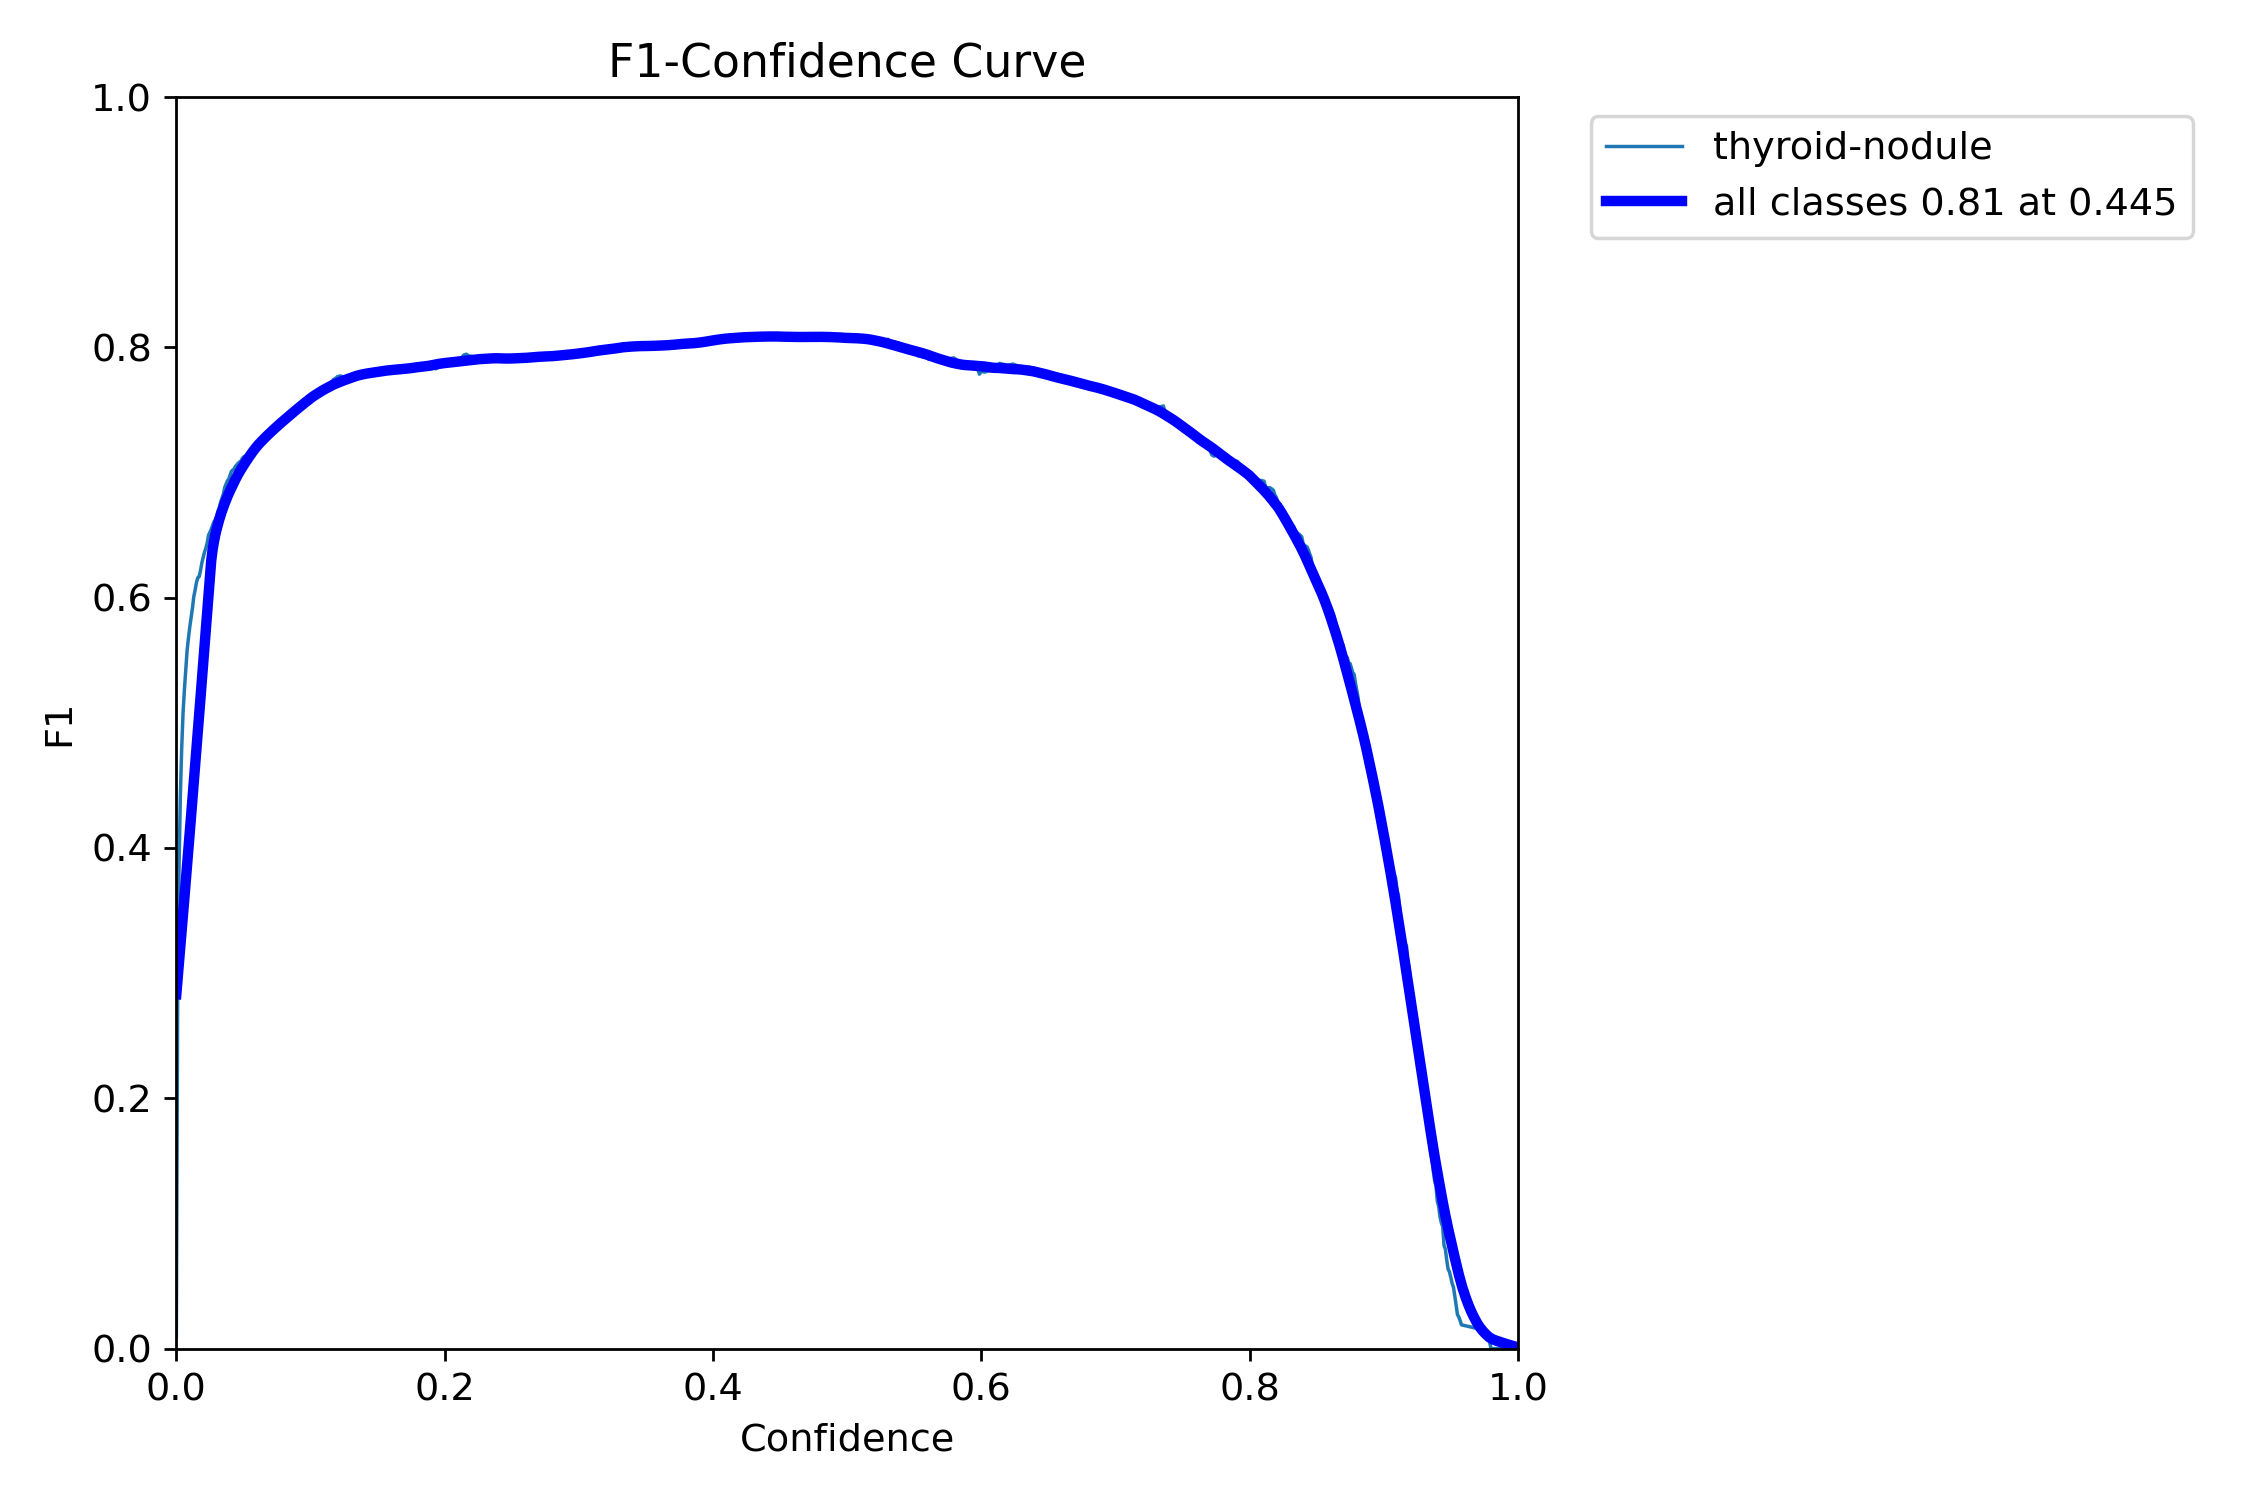 F1-Confidence Curve
1.0
0.8
0.6
0.4
0.2
0.0
F1
0.0 0.2 0.4 0.6 0.8 1.0
Confidence
thyroid-nodule
all classes 0.81 at 0.445